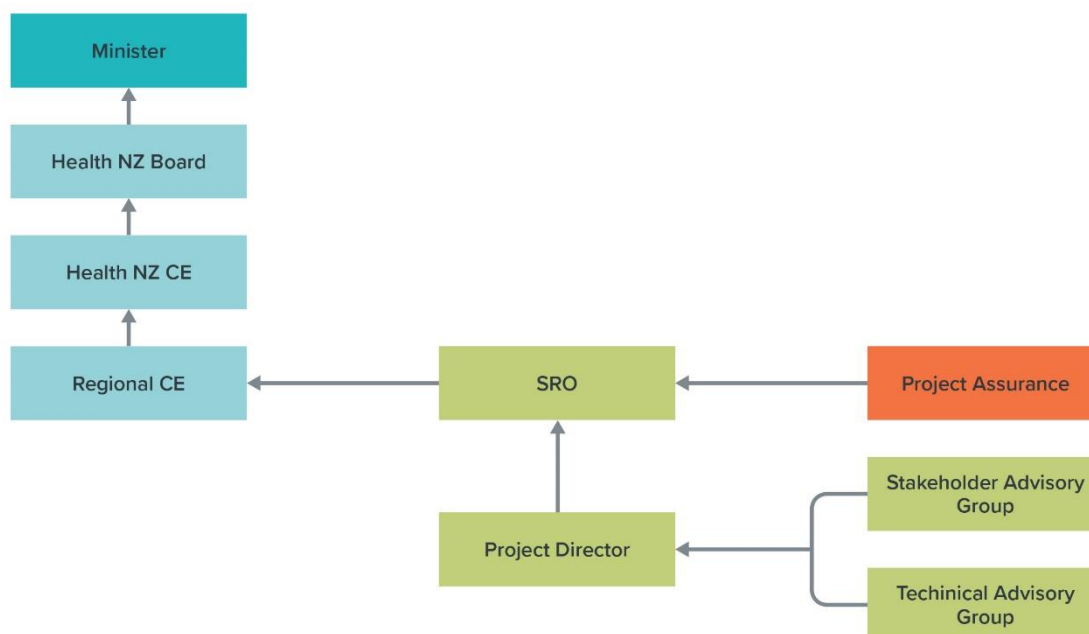 Minister
Health NZ Board
Health NZ CE
Regional CE
SRO
Project Assurance
Stakeholder Advisory
Group
Project Director
Techinical Advisory
Group